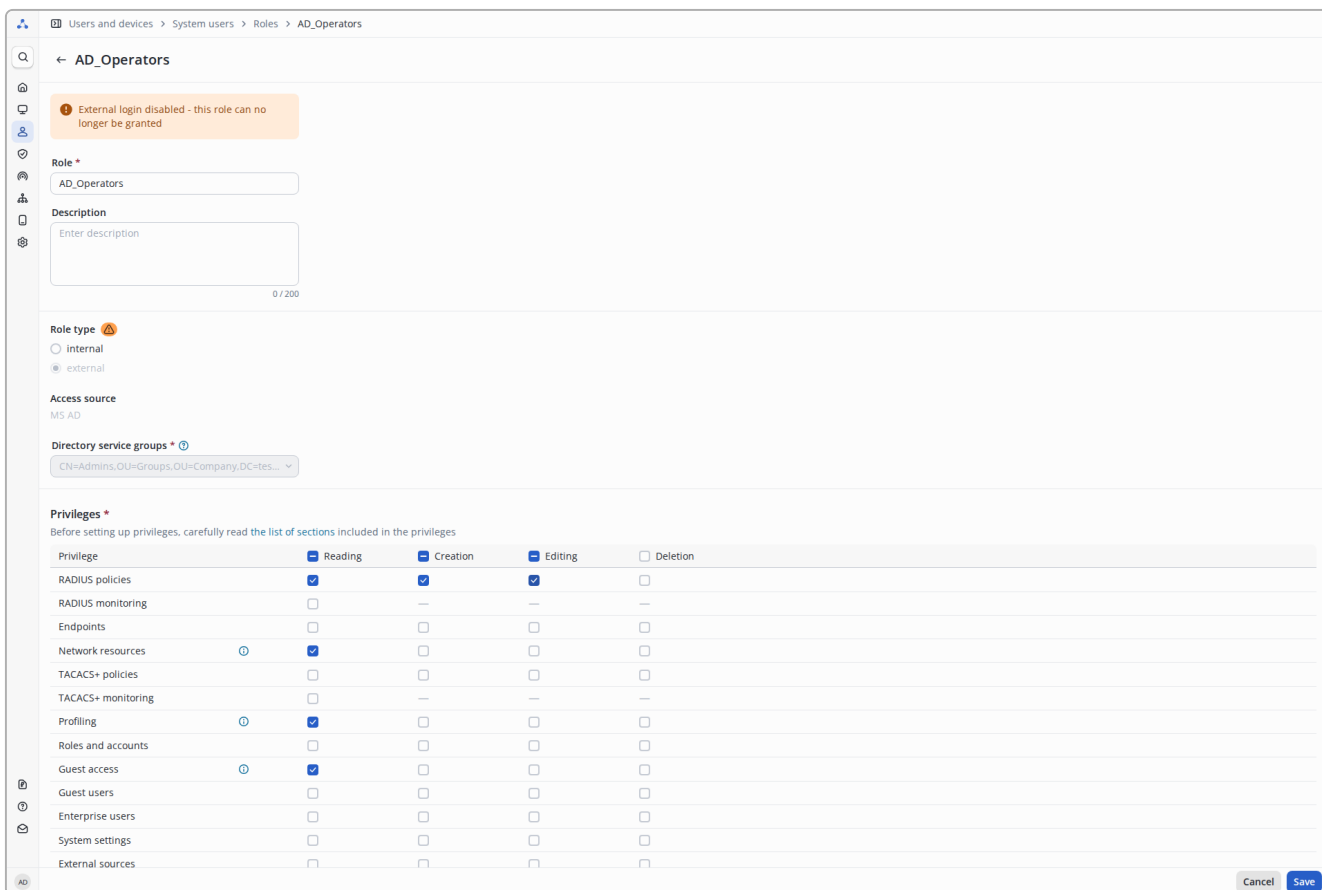 Users and devices > System users > Roles > AD_Operators
← AD_Operators
External login disabled - this role can no
longer be granted
Role *
AD_Operators
Description
Enter description
0 / 200
Role type
internal
external
Access source
MS AD
Directory service groups *
CN=Admins,OU=Groups,OU=Company,DC=tes...
Privileges *
Before setting up privileges, carefully read the list of sections included in the privileges
Privilege Reading Creation Editing Deletion
RADIUS policies
RADIUS monitoring — — —
Endpoints
Network resources
TACACS+ policies
TACACS+ monitoring — — —
Profiling
Roles and accounts
Guest access
Guest users
Enterprise users
System settings
External sources
AD
Cancel Save